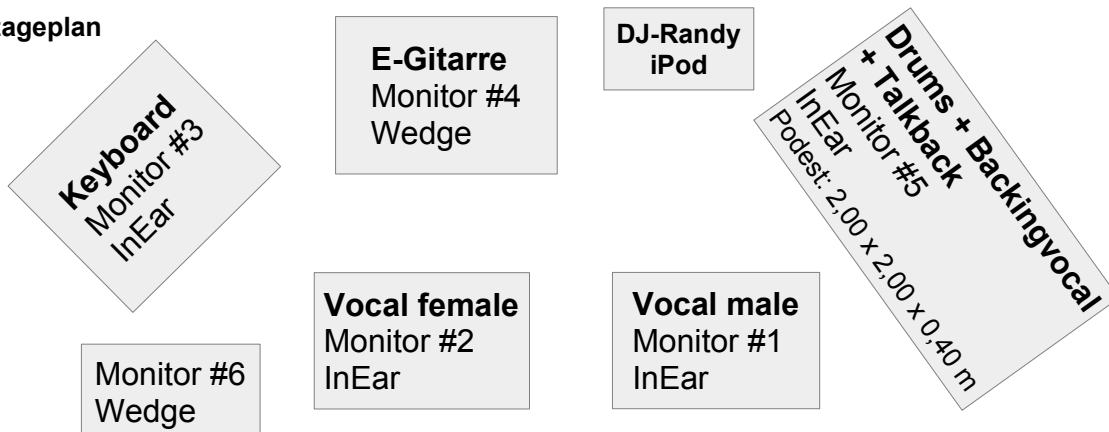 tageplan
Keyboard
Monitor #3
InEar
E-Gitarre
Monitor #4
Wedge
DJ-Randy
iPod
Drums + Backingvocal
+ Talkback
Monitor #5
InEar
Podest: 2,00 x 2,00 x 0,40 m
Monitor #6
Wedge
Vocal female
Monitor #2
InEar
Vocal male
Monitor #1
InEar